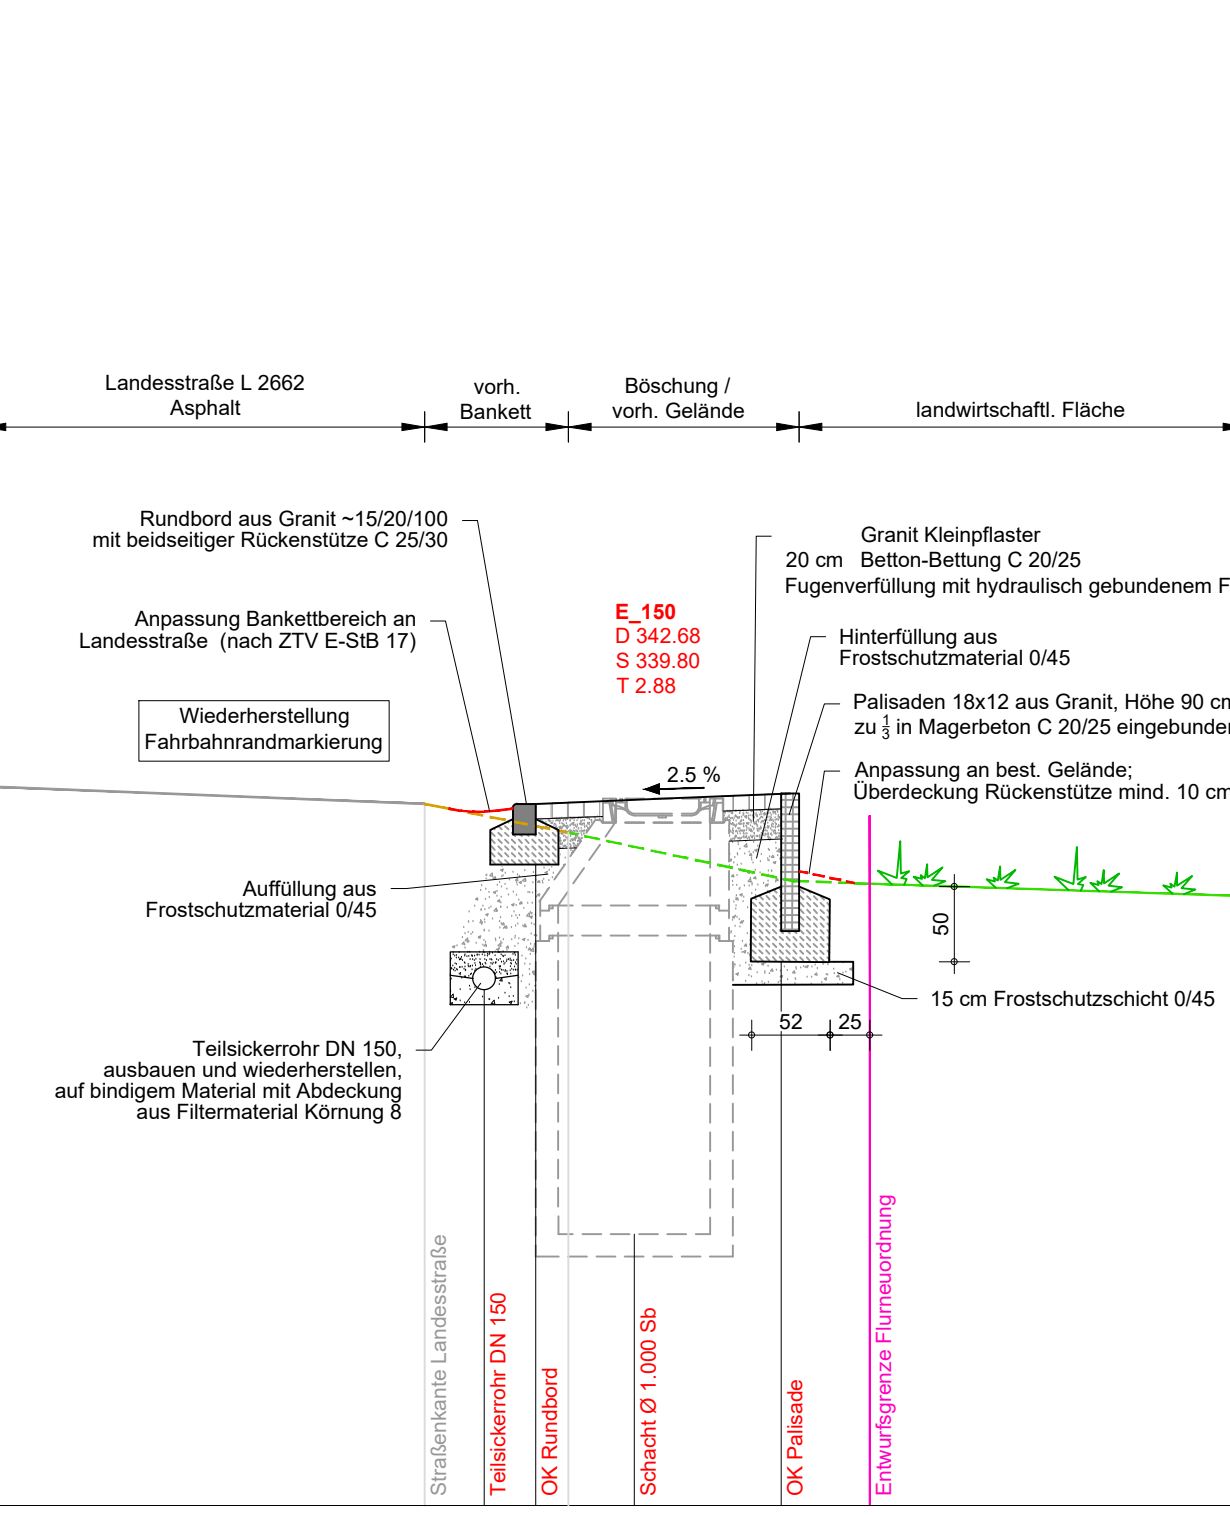 Landesstraße L 2662
Asphalt
vorh.
Bankett
Böschung /
vorh. Gelände
landwirtschaftl. Fläche
Rundbord aus Granit ~15/20/100
mit beidseitiger Rückenstütze C 25/30
Granit Kleinpflaster
20 cm Betton-Bettung C 20/25
Fugenverfüllung mit hydraulisch gebundenem F
Anpassung Bankettbereich an
Landesstraße (nach ZTV E-StB 17)
E_150
D 342.68
S 339.80
T 2.88
Hinterfüllung aus
Frostschutzmaterial 0/45
Palisaden 18x12 aus Granit, Höhe 90 cm
zu 1/3 in Magerbeton C 20/25 eingebunden
Wiederherstellung
Fahrbahnrandmarkierung
2.5 %
Anpassung an best. Gelände;
Überdeckung Rückenstütze mind. 10 cm
Auffüllung aus
Frostschutzmaterial 0/45
50
15 cm Frostschutzschicht 0/45
52
25
Teilsickerrohr DN 150,
ausbauen und wiederherstellen,
auf bindigem Material mit Abdeckung
aus Filtermaterial Körnung 8
Straßenkante Landesstraße
Teilsickerrohr DN 150
OK Rundbord
Schacht Ø 1.000 Sb
OK Palisade
Entwurfsgrenze Flurneuordnung